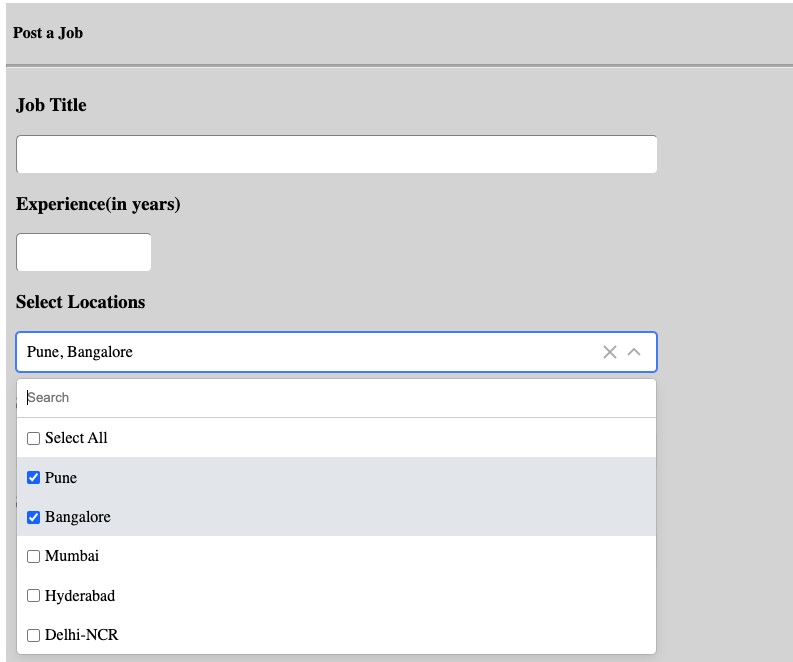 Post a Job
Job Title
Experience(in years)
Select Locations
Pune, Bangalore
Search
Select All
Pune
Bangalore
Mumbai
Hyderabad
Delhi-NCR